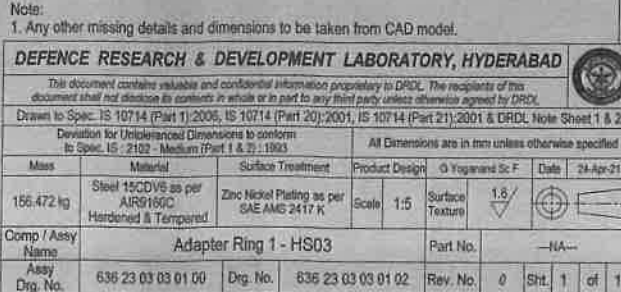 Note:
1. Any other missing details and dimensions to be taken from CAD model.
DEFENCE RESEARCH & DEVELOPMENT LABORATORY, HYDERABAD
This document contains valuable and confidential information proprietary to DRDL. The recipients of this
document shall not disclose its contents in whole or in part to any third party unless otherwise agreed by DRDL
Drawn to Spec. IS 10714 (Part 1):2006, IS 10714 (Part 20):2001, IS 10714 (Part 21):2001 & DRDL Note Sheet 1 & 2
Deviation for Untoleranced Dimensions to conform
to Spec. IS : 2102 - Medium (Part 1 & 2) : 1993
All Dimensions are in mm unless otherwise specified
Mass Material Surface Treatment Product Design G Yoganand Sc F Date 24-Apr-21
156.472 kg Steel 15CDV6 as per AIR9160C Hardened & Tempered Zinc Nickel Plating as per SAE AMS 2417 K Scale 1:5 Surface Texture 1.6/
Comp / Assy Name Adapter Ring 1 - HS03 Part No. --NA--
Assy Drg. No. 636 23 03 03 01 00 Drg. No. 636 23 03 03 01 02 Rev. No. 0 Sht. 1 of 1